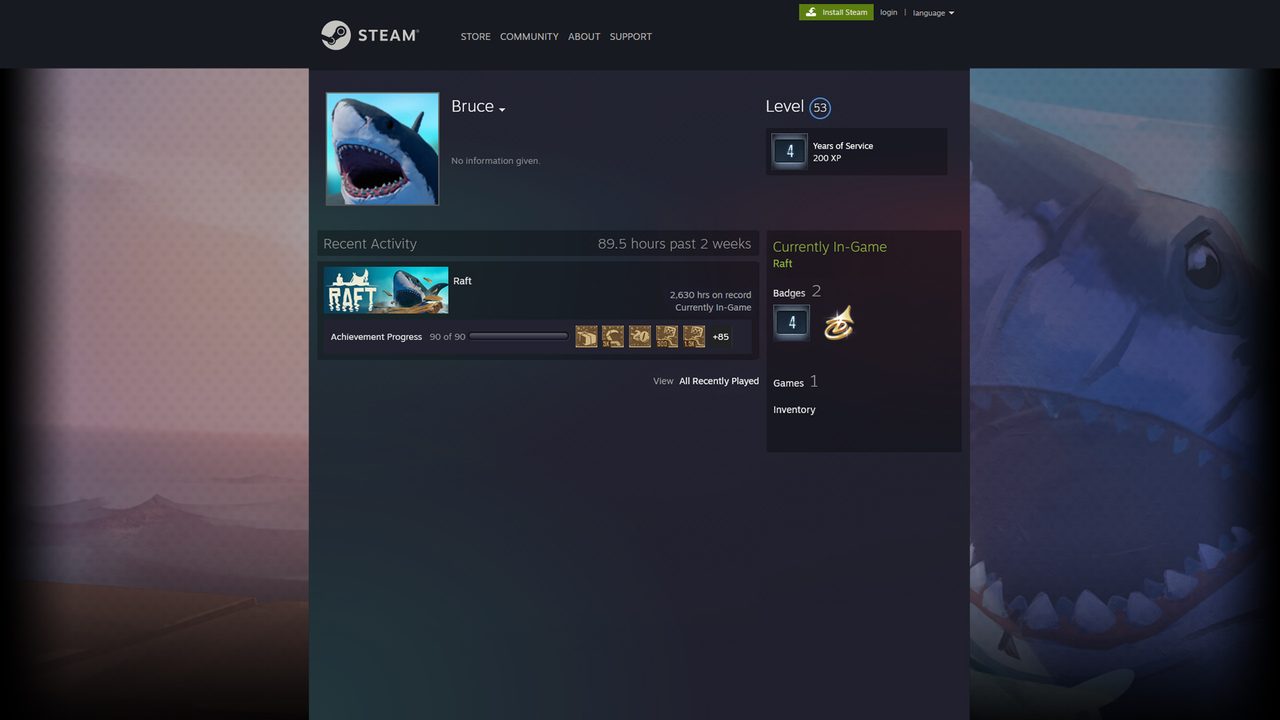 Install Steam
login
|
language
STEAM®
STORE
COMMUNITY
ABOUT
SUPPORT
Bruce
No information given.
Level 53
4
Years of Service
200 XP
Recent Activity
89.5 hours past 2 weeks
RAFT
Raft
2,630 hrs on record
Currently In-Game
Achievement Progress 90 of 90
+85
View All Recently Played
Currently In-Game
Raft
Badges 2
4
Games 1
Inventory